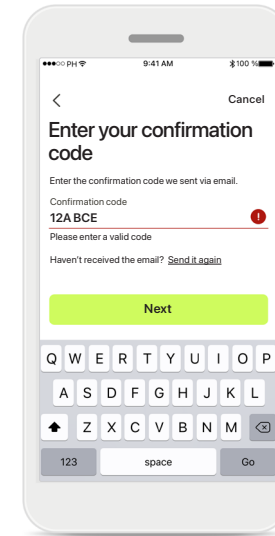 PH
9:41 AM
100 %
Cancel
Enter your confirmation
code
Enter the confirmation code we sent via email.
Confirmation code
12A BCE
!
Please enter a valid code
Haven't received the email? Send it again
Next
Q W E R T Y U I O P
A S D F G H J K L
Z X C V B N M
123 space Go